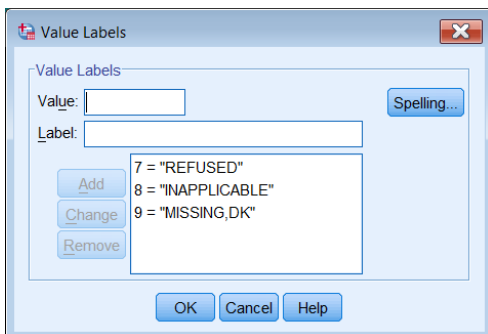 Value Labels
Value Labels
Value:
Spelling...
Label:
Add
Change
Remove
7 = "REFUSED"
8 = "INAPPLICABLE"
9 = "MISSING,DK"
OK Cancel Help